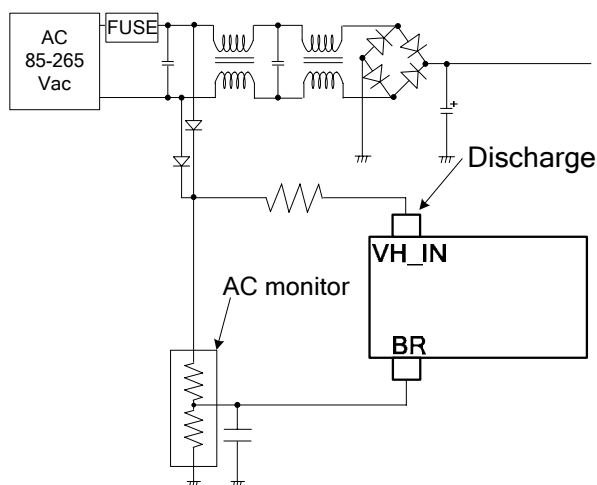 AC
85-265
Vac
FUSE
+
Discharge
VH_IN
AC monitor
BR